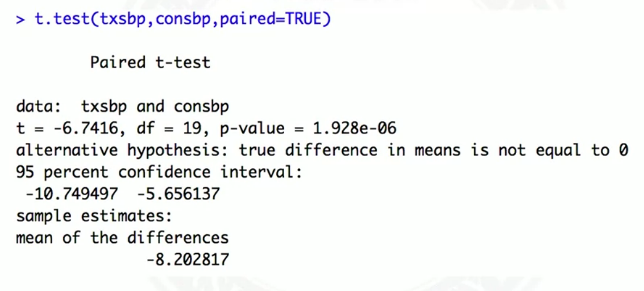 > t.test(txsbp,consbp,paired=TRUE)
Paired t-test
data: txsbp and consbp
t = -6.7416, df = 19, p-value = 1.928e-06
alternative hypothesis: true difference in means is not equal to 0
95 percent confidence interval:
-10.749497 -5.656137
sample estimates:
mean of the differences
-8.202817